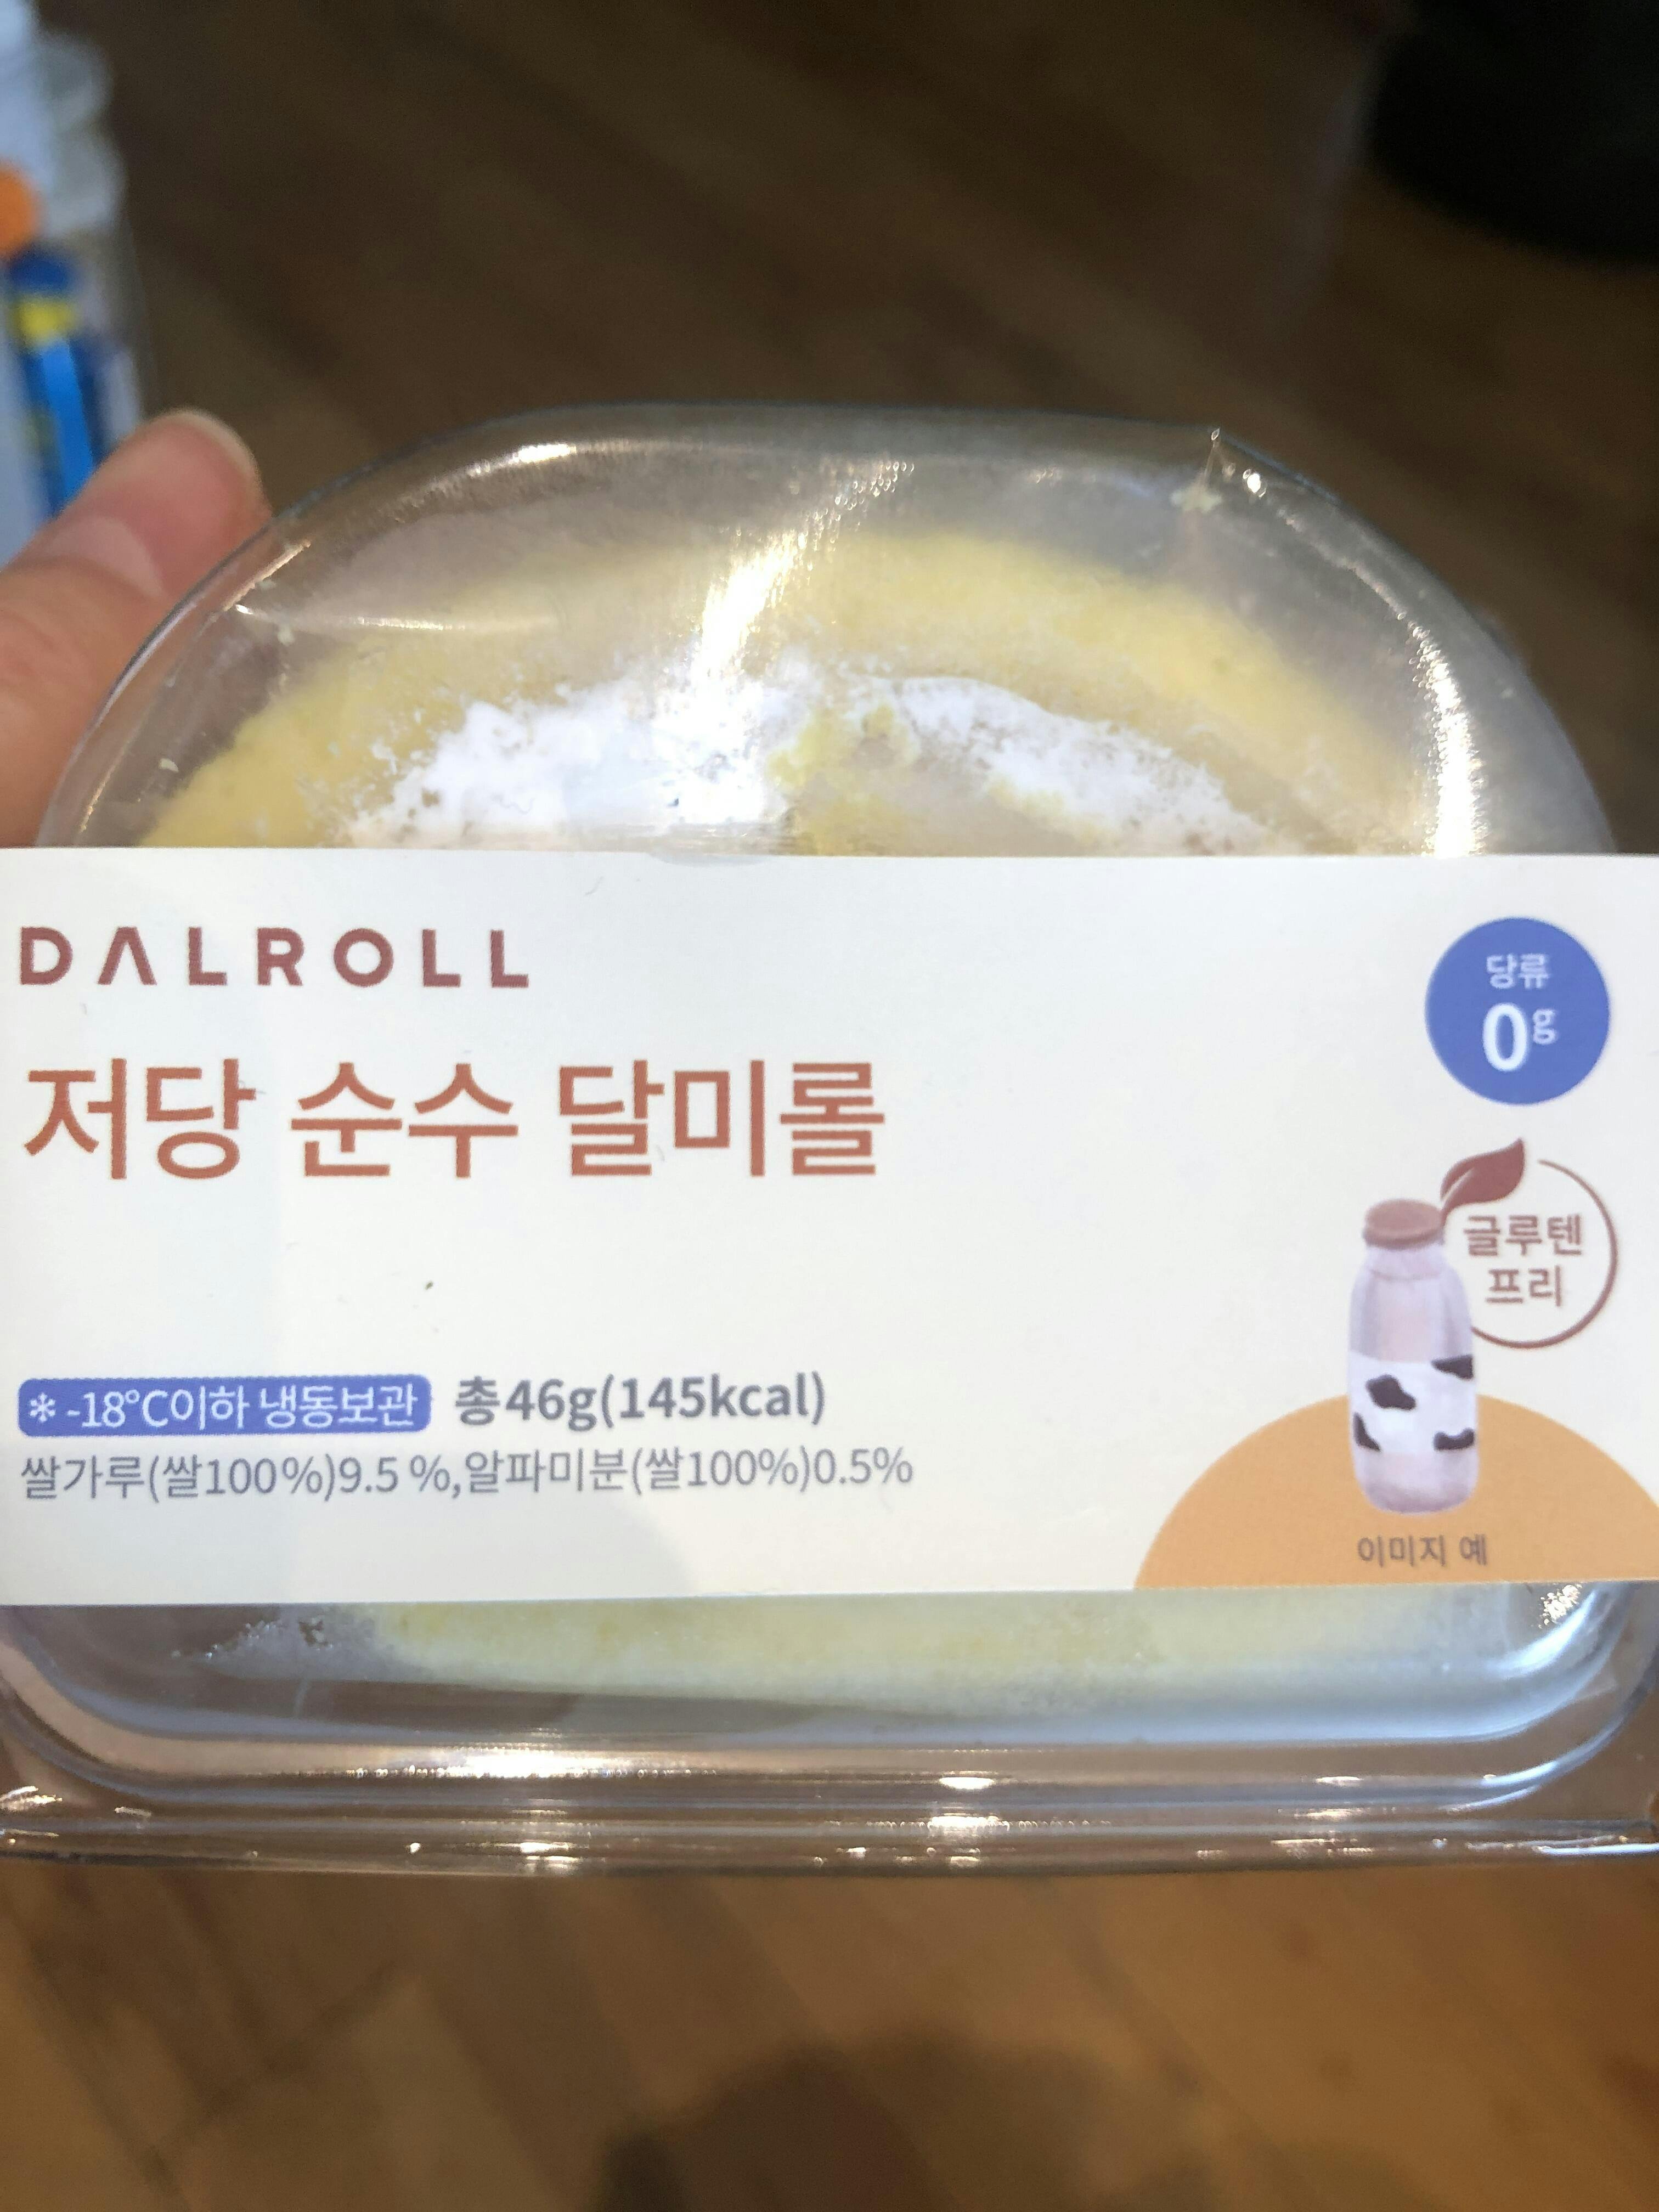 DALROLL
저당 순수 달미롤
당류
0g
글루텐
프리
-18°C이하 냉동보관 총46g(145kcal)
쌀가루(쌀100%)9.5 %,알파미분(쌀100%)0.5%
이미지 예